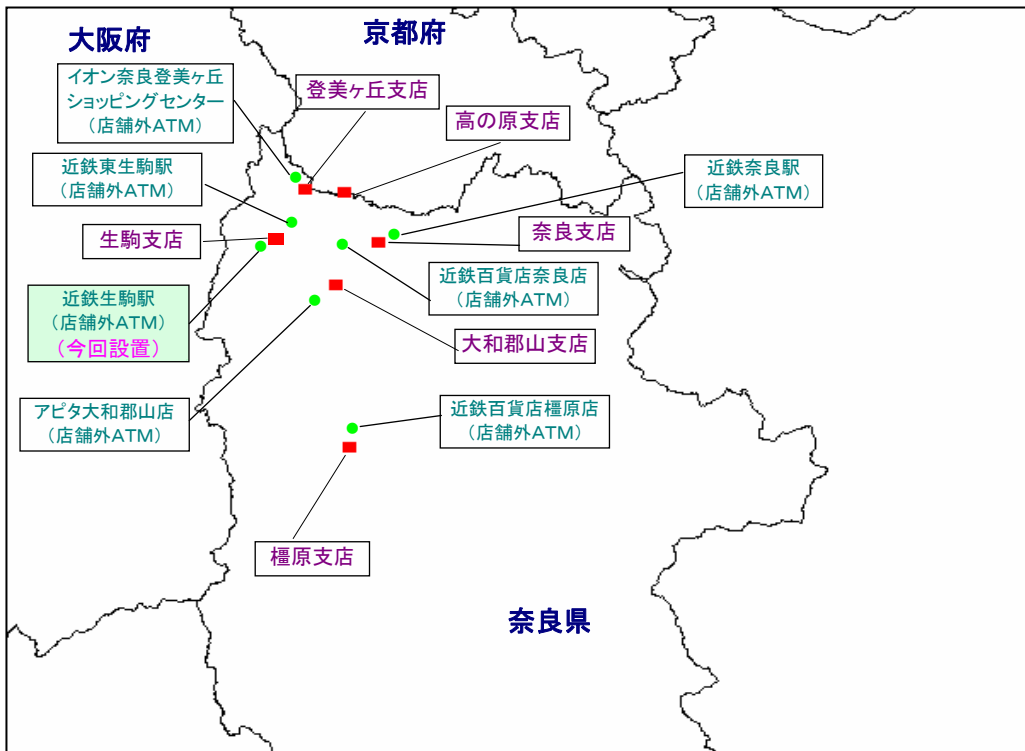 大阪府
京都府
イオン奈良登美ヶ丘
ショッピングセンター
(店舗外ATM)
登美ヶ丘支店
高の原支店
近鉄東生駒駅
(店舗外ATM)
近鉄奈良駅
(店舗外ATM)
生駒支店
奈良支店
近鉄百貨店奈良店
(店舗外ATM)
近鉄生駒駅
(店舗外ATM)
(今回設置)
大和郡山支店
アピタ大和郡山店
(店舗外ATM)
近鉄百貨店橿原店
(店舗外ATM)
橿原支店
奈良県